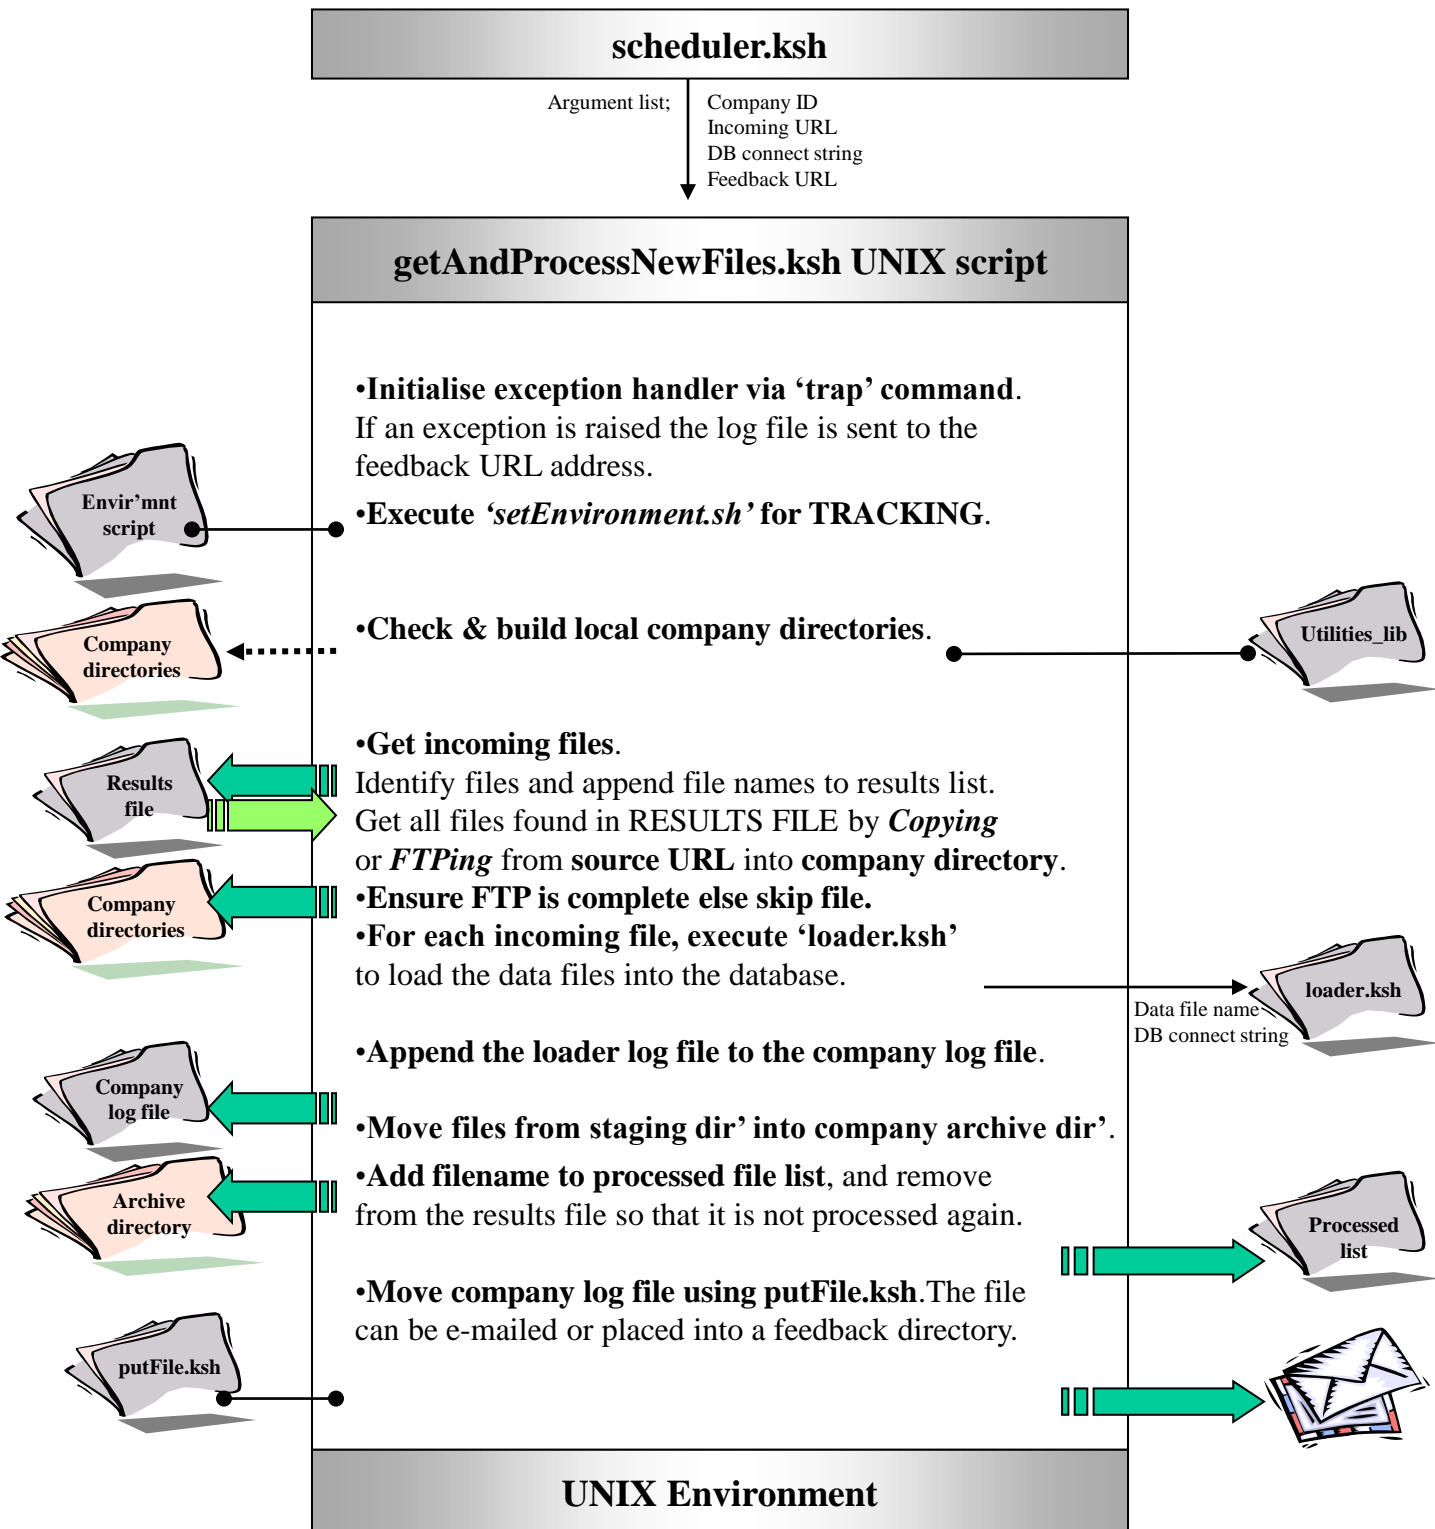 scheduler.ksh
Argument list;
Company ID
Incoming URL
DB connect string
Feedback URL
getAndProcessNewFiles.ksh UNIX script
•Initialise exception handler via ‘trap’ command.
If an exception is raised the log file is sent to the
feedback URL address.
Envir’mnt
script
•Execute ‘setEnvironment.sh’ for TRACKING.
Company
directories
•Check & build local company directories.
Utilities_lib
Results
file
•Get incoming files.
Identify files and append file names to results list.
Get all files found in RESULTS FILE by Copying
or FTPing from source URL into company directory.
Company
directories
•Ensure FTP is complete else skip file.
•For each incoming file, execute ‘loader.ksh’
to load the data files into the database.
loader.ksh
Data file name
DB connect string
•Append the loader log file to the company log file.
Company
log file
•Move files from staging dir’ into company archive dir’.
Archive
directory
•Add filename to processed file list, and remove
from the results file so that it is not processed again.
Processed
list
•Move company log file using putFile.ksh.The file
can be e-mailed or placed into a feedback directory.
putFile.ksh
UNIX Environment